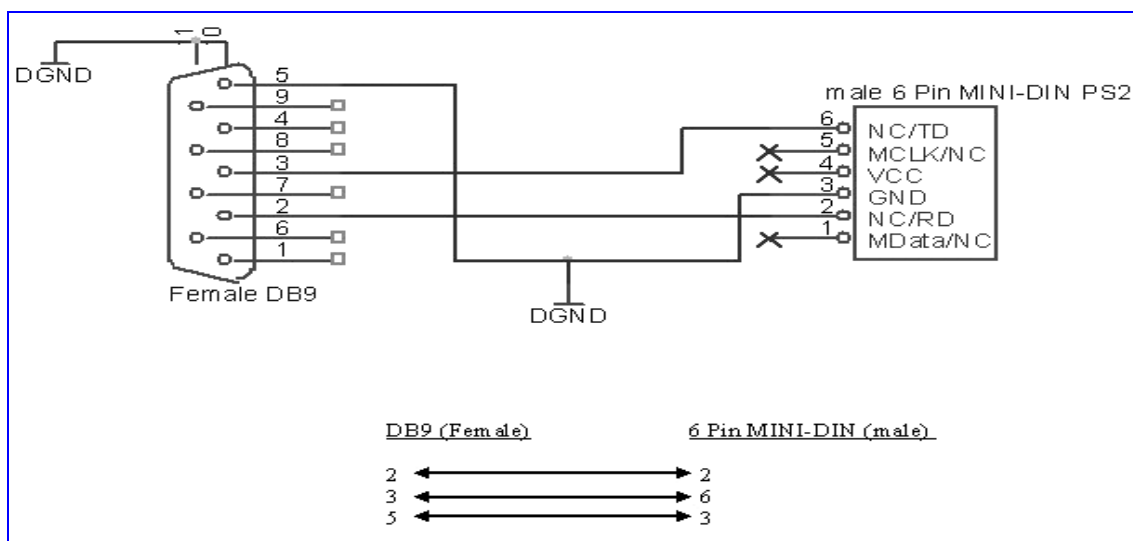 1 0
DGND
5
9
4
8
3
7
2
6
1
Female DB9
male 6 Pin MINI-DIN PS2
6 NC/TD
5 MCLK/NC
4 VCC
3 GND
2 NC/RD
1 MData/NC
DGND
DB9 (Female) 6 Pin MINI-DIN (male)
2 2
3 6
5 3